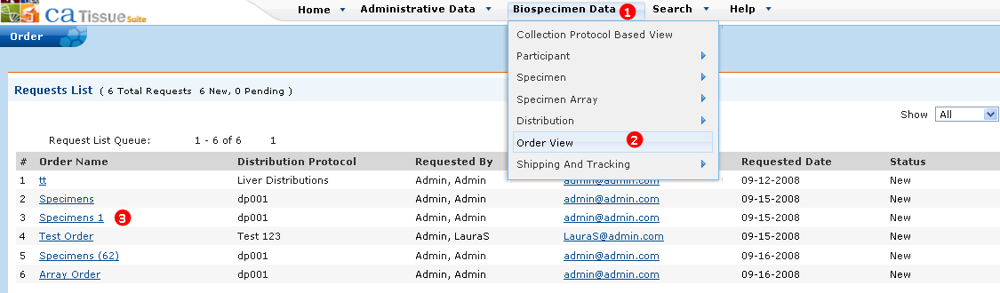 ca Tissue Suite
Home Administrative Data Biospecimen Data 1 Search Help
Order
Collection Protocol Based View
Participant
Specimen
Specimen Array
Distribution
Order View 2
Shipping And Tracking
Requests List ( 6 Total Requests 6 New, 0 Pending )
Show All
Request List Queue: 1 - 6 of 6 1
# Order Name Distribution Protocol Requested By Requested Date Status
1 tt Liver Distributions Admin, Admin admin@admin.com 09-12-2008 New
2 Specimens dp001 Admin, Admin admin@admin.com 09-15-2008 New
3 Specimens 1 3 dp001 Admin, Admin admin@admin.com 09-15-2008 New
4 Test Order Test 123 Admin, LauraS LauraS@admin.com 09-15-2008 New
5 Specimens (62) dp001 Admin, Admin admin@admin.com 09-16-2008 New
6 Array Order dp001 Admin, Admin admin@admin.com 09-16-2008 New